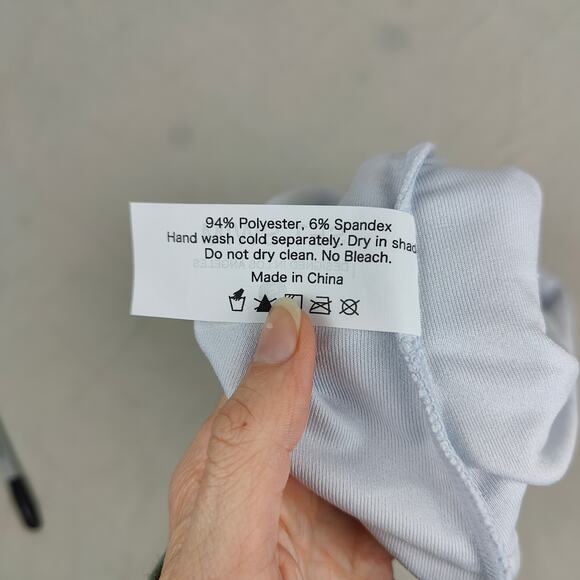 94% Polyester, 6% Spandex
Hand wash cold separately. Dry in shad
Do not dry clean. No Bleach.
Made in China